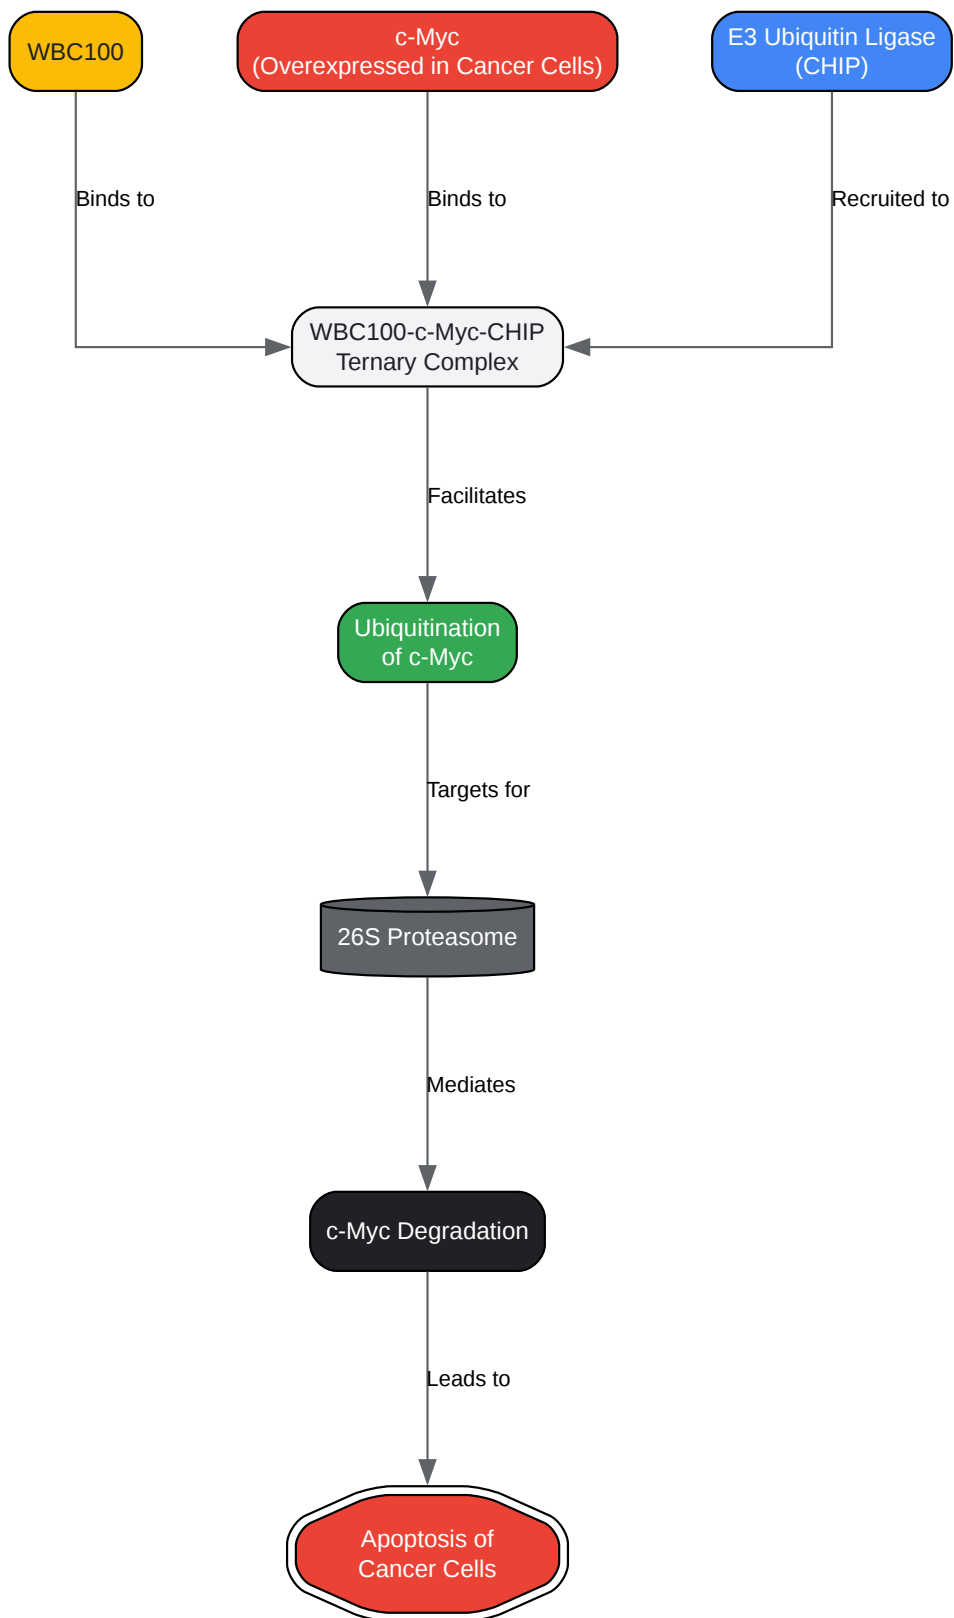 WBC100
c-Myc
(Overexpressed in Cancer Cells)
E3 Ubiquitin Ligase
(CHIP)
Binds to
Binds to
Recruited to
WBC100-c-Myc-CHIP
Ternary Complex
Facilitates
Ubiquitination
of c-Myc
Targets for
26S Proteasome
Mediates
c-Myc Degradation
Leads to
Apoptosis of
Cancer Cells